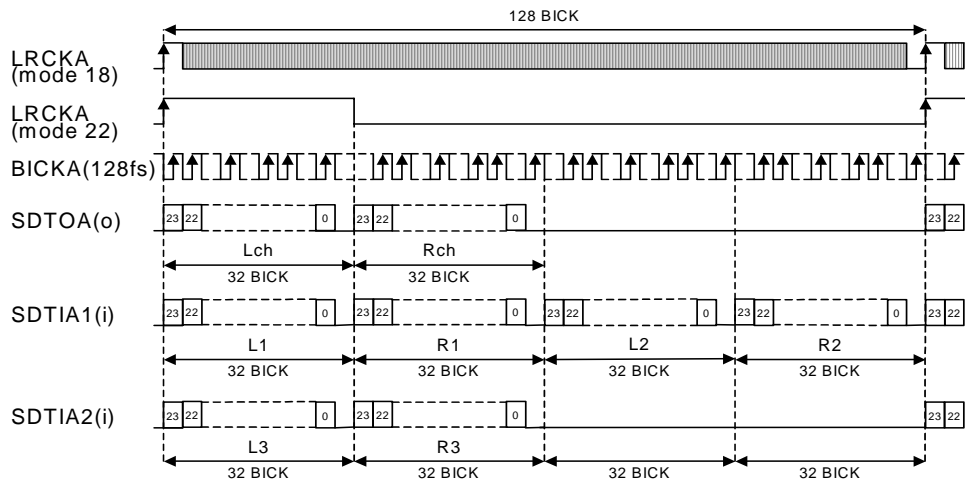 128 BICK
LRCKA
(mode 18)
LRCKA
(mode 22)
BICKA(128fs)
SDTOA(o)
23 22 0 23 22 0 23 22
Lch Rch
32 BICK 32 BICK
SDTIA1(i)
23 22 0 23 22 0 23 22 0 23 22 0 23 22
L1 R1 L2 R2
32 BICK 32 BICK 32 BICK 32 BICK
SDTIA2(i)
23 22 0 23 22 0 23 22
L3 R3
32 BICK 32 BICK 32 BICK 32 BICK